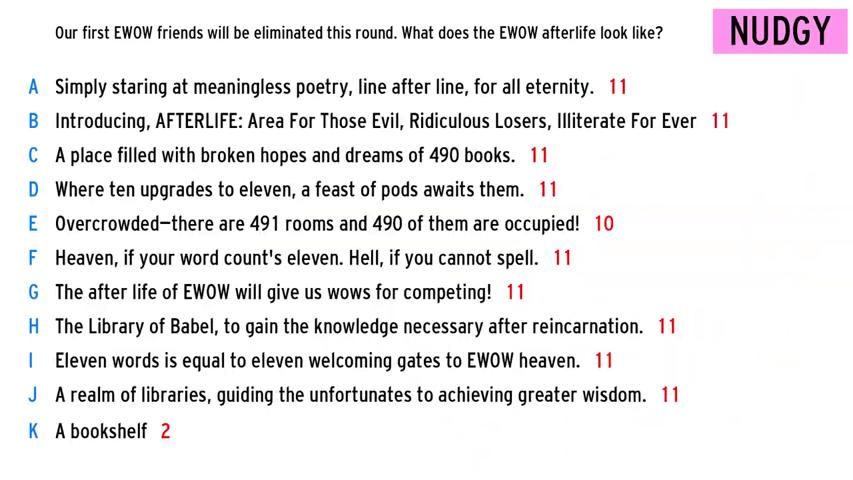 Our first EWOW friends will be eliminated this round. What does the EWOW afterlife look like?
NUDGY
A Simply staring at meaningless poetry, line after line, for all eternity. 11
B Introducing, AFTERLIFE: Area For Those Evil, Ridiculous Losers, Illiterate For Ever 11
C A place filled with broken hopes and dreams of 490 books. 11
D Where ten upgrades to eleven, a feast of pods awaits them. 11
E Overcrowded—there are 491 rooms and 490 of them are occupied! 10
F Heaven, if your word count's eleven. Hell, if you cannot spell. 11
G The after life of EWOW will give us wows for competing! 11
H The Library of Babel, to gain the knowledge necessary after reincarnation. 11
I Eleven words is equal to eleven welcoming gates to EWOW heaven. 11
J A realm of libraries, guiding the unfortunates to achieving greater wisdom. 11
K A bookshelf 2